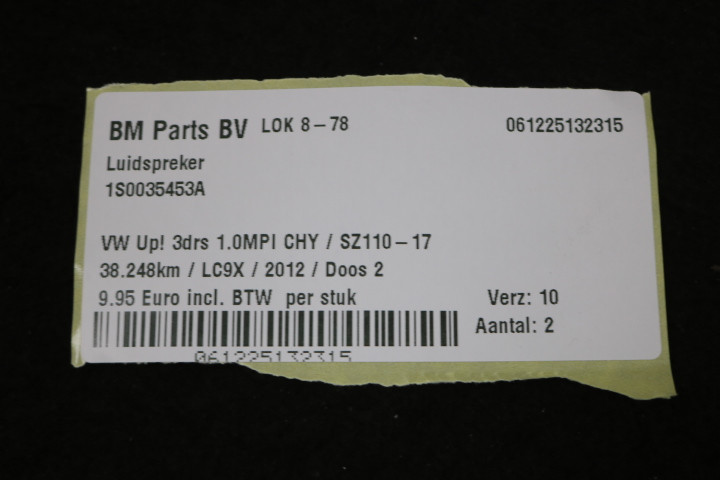 BM Parts BV LOK 8-78 061225132315
Luidspreker
1S0035453A
VW Up! 3drs 1.0MPI CHY / SZ110-17
38.248km / LC9X / 2012 / Doos 2
9.95 Euro incl. BTW per stuk Verz: 10
Aantal: 2
061225132315